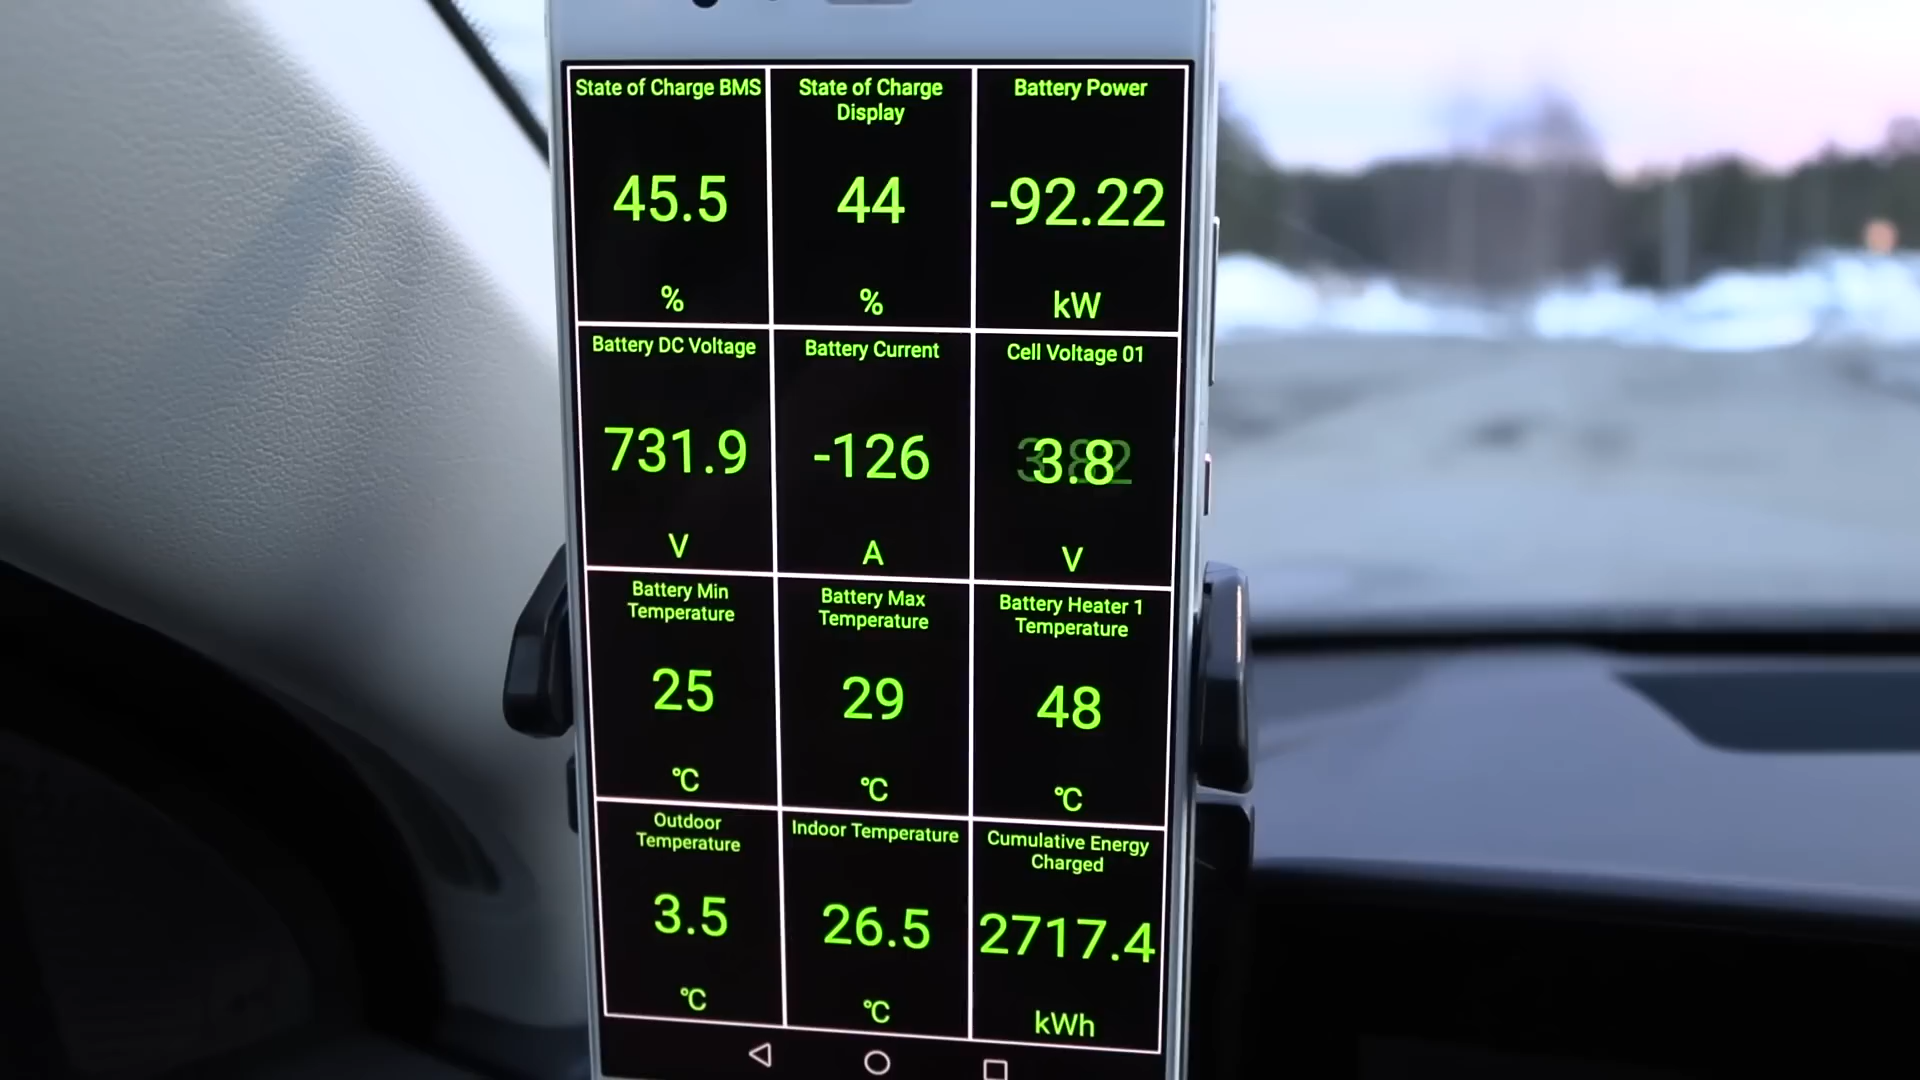 State of Charge BMS
45.5
%
State of Charge
Display
44
%
Battery Power
-92.22
kW
Battery DC Voltage
731.9
V
Battery Current
-126
A
Cell Voltage 01
3.8
V
Battery Min
Temperature
25
°C
Battery Max
Temperature
29
°C
Battery Heater 1
Temperature
48
°C
Outdoor
Temperature
3.5
°C
Indoor Temperature
26.5
°C
Cumulative Energy
Charged
2717.4
kWh